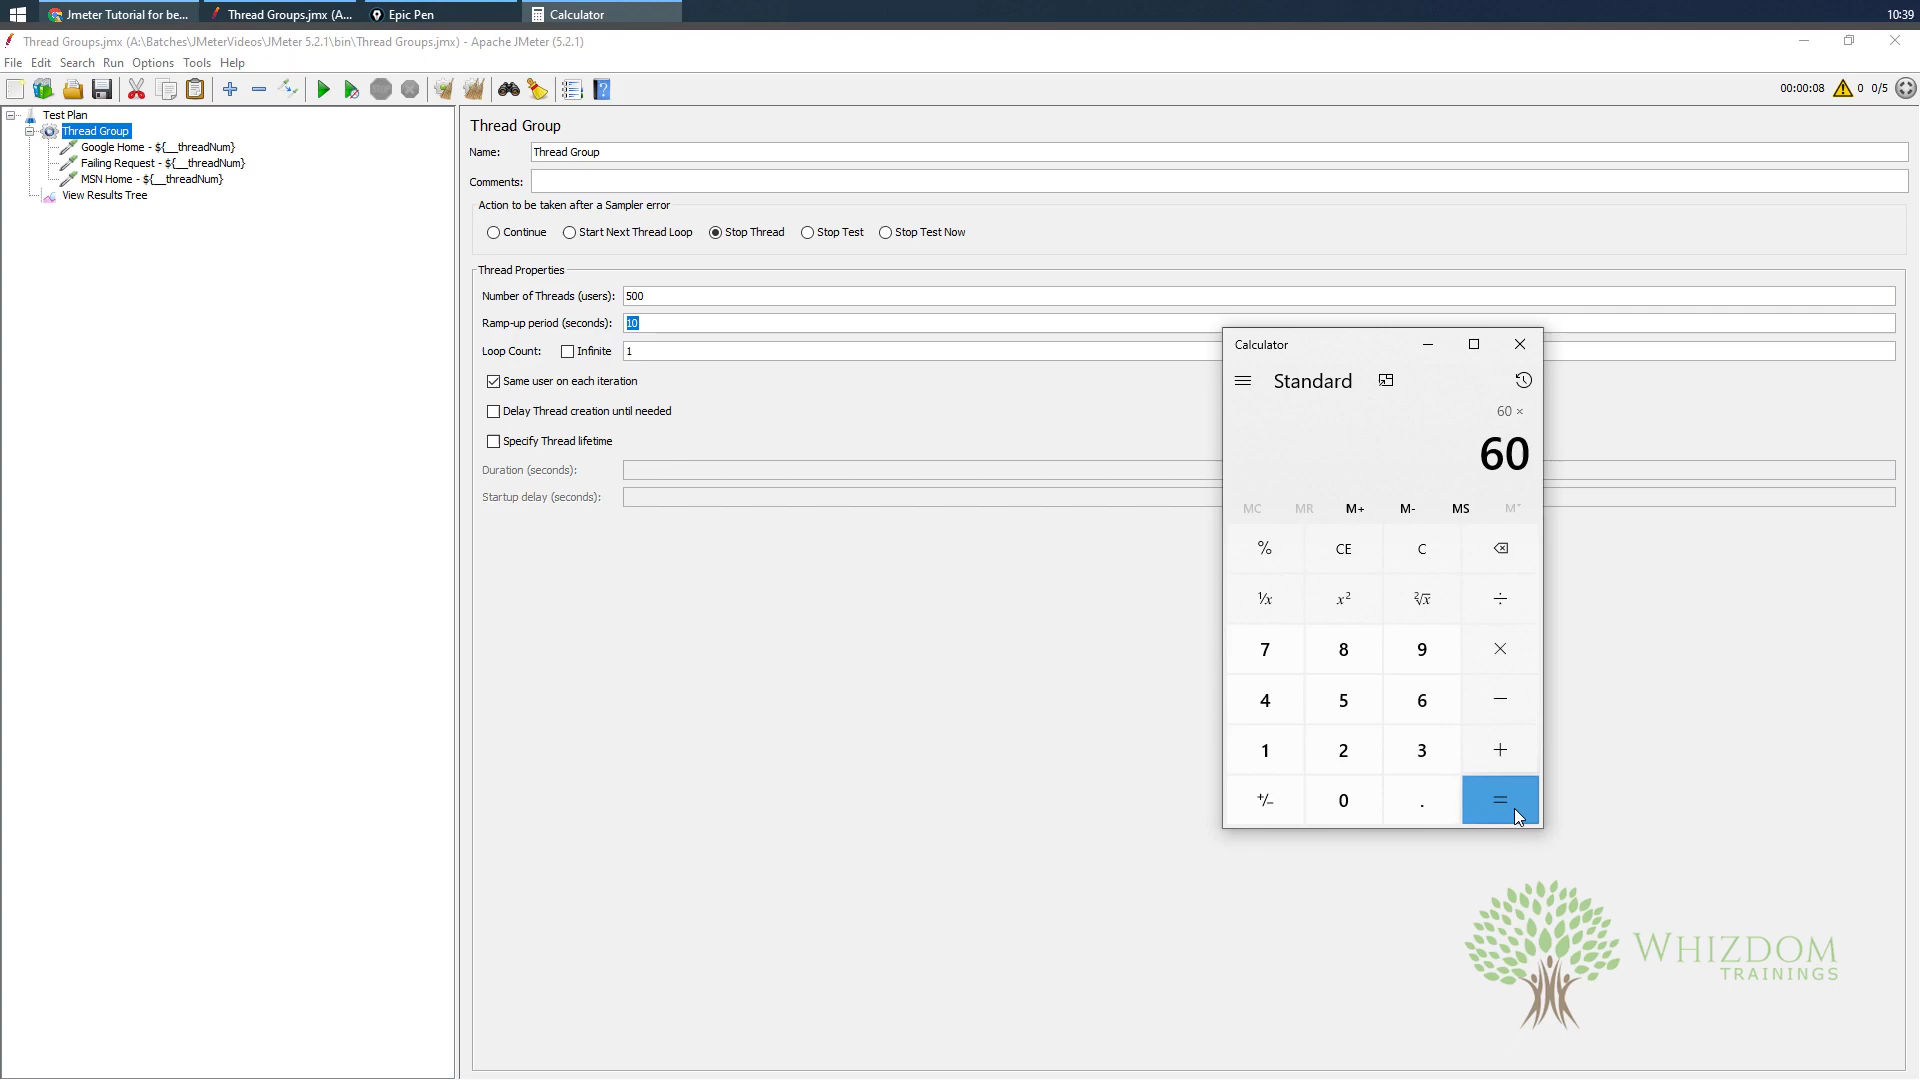 Jmeter Tutorial for be...
Thread Groups.jmx (A...
Epic Pen
Calculator
10:39
Thread Groups.jmx (A:\Batches\JMeterVideos\JMeter 5.2.1\bin\Thread Groups.jmx) - Apache JMeter (5.2.1)
File Edit Search Run Options Tools Help
STOP
00:00:08 0 0/5
Test Plan
Thread Group
Google Home - ${__threadNum}
Failing Request - ${__threadNum}
MSN Home - ${__threadNum}
View Results Tree
Thread Group
Name: Thread Group
Comments:
Action to be taken after a Sampler error
Continue Start Next Thread Loop Stop Thread Stop Test Stop Test Now
Thread Properties
Number of Threads (users): 500
Ramp-up period (seconds): 10
Loop Count: Infinite 1
Same user on each iteration
Delay Thread creation until needed
Specify Thread lifetime
Duration (seconds):
Startup delay (seconds):
Calculator
Standard
60 ×
60
MC MR M+ M- MS M˅
% CE C
1/x x² ²√x ÷
7 8 9 ×
4 5 6 −
1 2 3 +
+/− 0 . =
WHIZDOM
TRAININGS